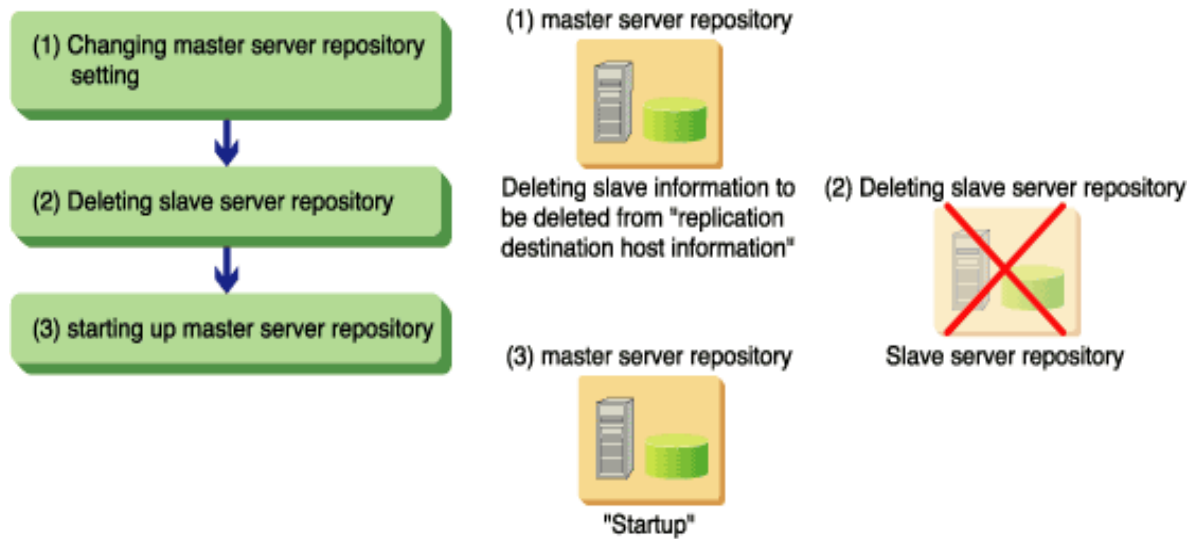 (1) Changing master server repository
setting
(2) Deleting slave server repository
(3) starting up master server repository
(1) master server repository
Deleting slave information to
be deleted from "replication
destination host information"
(2) Deleting slave server repository
Slave server repository
(3) master server repository
"Startup"